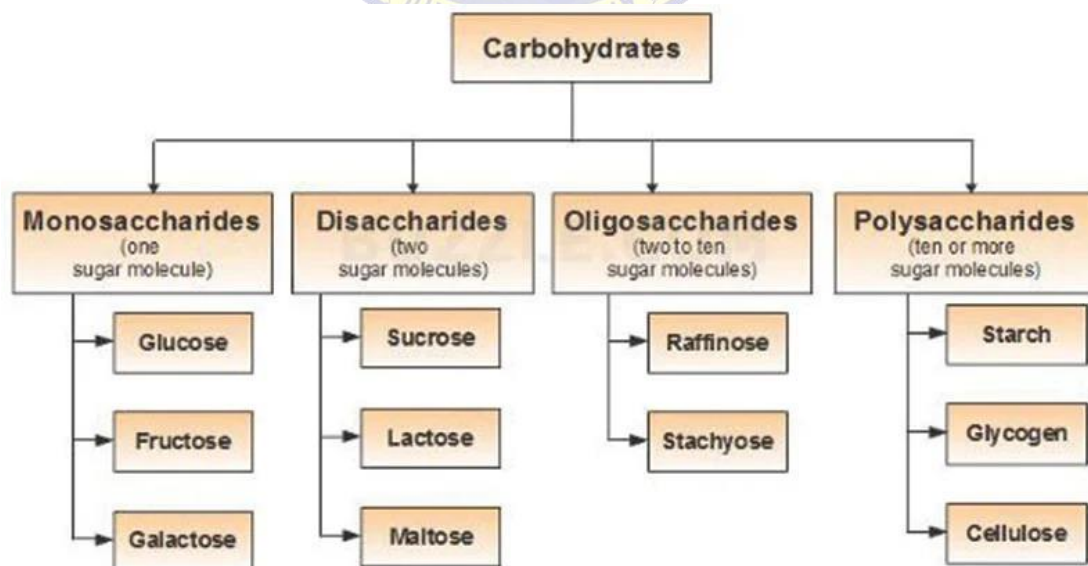 Carbohydrates
Monosaccharides
(one
sugar molecule)
Glucose
Fructose
Galactose
Disaccharides
(two
sugar molecules)
Sucrose
Lactose
Maltose
Oligosaccharides
(two to ten
sugar molecules)
Raffinose
Stachyose
Polysaccharides
(ten or more
sugar molecules)
Starch
Glycogen
Cellulose